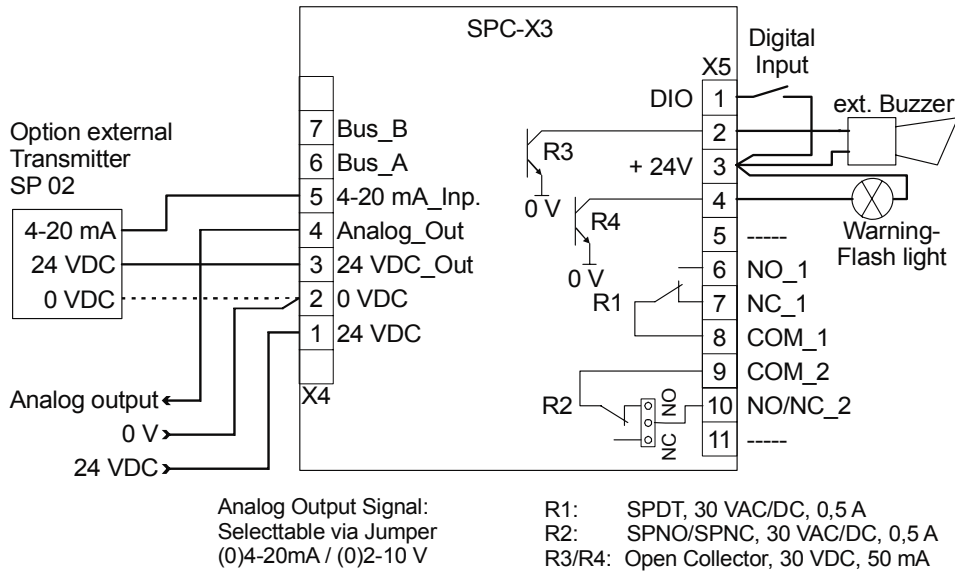 SPC-X3
Digital
Input
X5
DIO
1
ext. Buzzer
7
Bus_B
2
R3
Option external
Transmitter
SP 02
6
Bus_A
+ 24V
3
0 V
5
4-20 mA_Inp.
R4
4
4-20 mA
4
Analog_Out
Warning-
Flash light
5
-----
24 VDC
3
24 VDC_Out
0 V
6
NO_1
0 VDC
2
0 VDC
R1
7
NC_1
1
24 VDC
8
COM_1
X4
9
COM_2
Analog output
R2
NO
10
NO/NC_2
0 V
NC
11
-----
24 VDC
Analog Output Signal:
Selecttable via Jumper
(0)4-20mA / (0)2-10 V
R1: SPDT, 30 VAC/DC, 0,5 A
R2: SPNO/SPNC, 30 VAC/DC, 0,5 A
R3/R4: Open Collector, 30 VDC, 50 mA